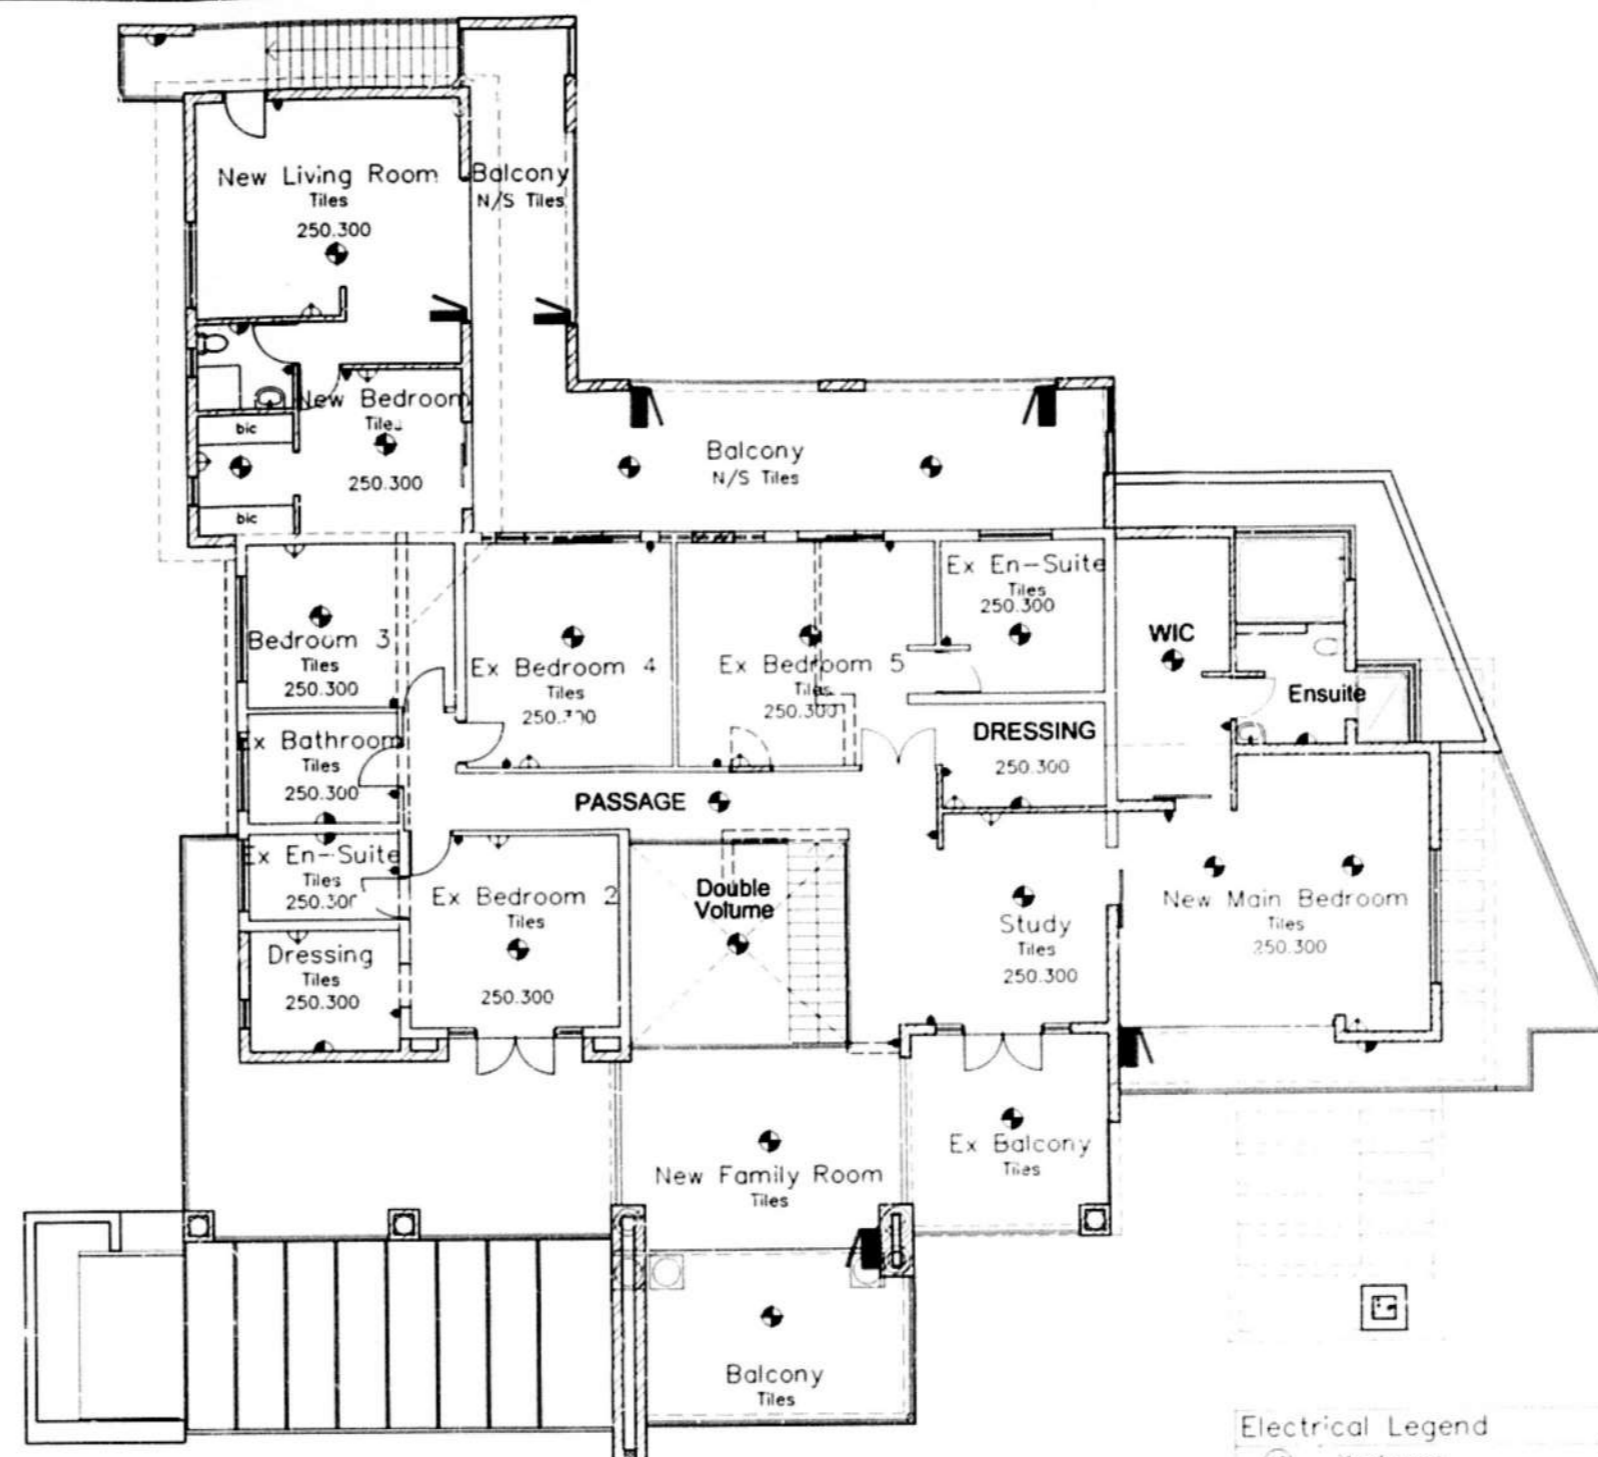 New Living Room
Tiles
250.300
Balcony
N/S Tiles
New Bedroom
Tiles
250.300
bic
bic
Balcony
N/S Tiles
Bedroom 3
Tiles
250.300
Ex Bedroom 4
Tiles
Ex Bedroom 5
Tiles
250.300
Ex En-Suite
Tiles
250.300
WIC
Ensuite
DRESSING
250.300
Ex Bathroom
Tiles
250.300
PASSAGE
Ex En-Suite
Tiles
250.300
Ex Bedroom 2
Tiles
250.300
Double
Volume
Study
Tiles
250.300
New Main Bedroom
Tiles
250.300
Dressing
Tiles
250.300
New Family Room
Tiles
Ex Balcony
Tiles
Balcony
Tiles
Electrical Legend